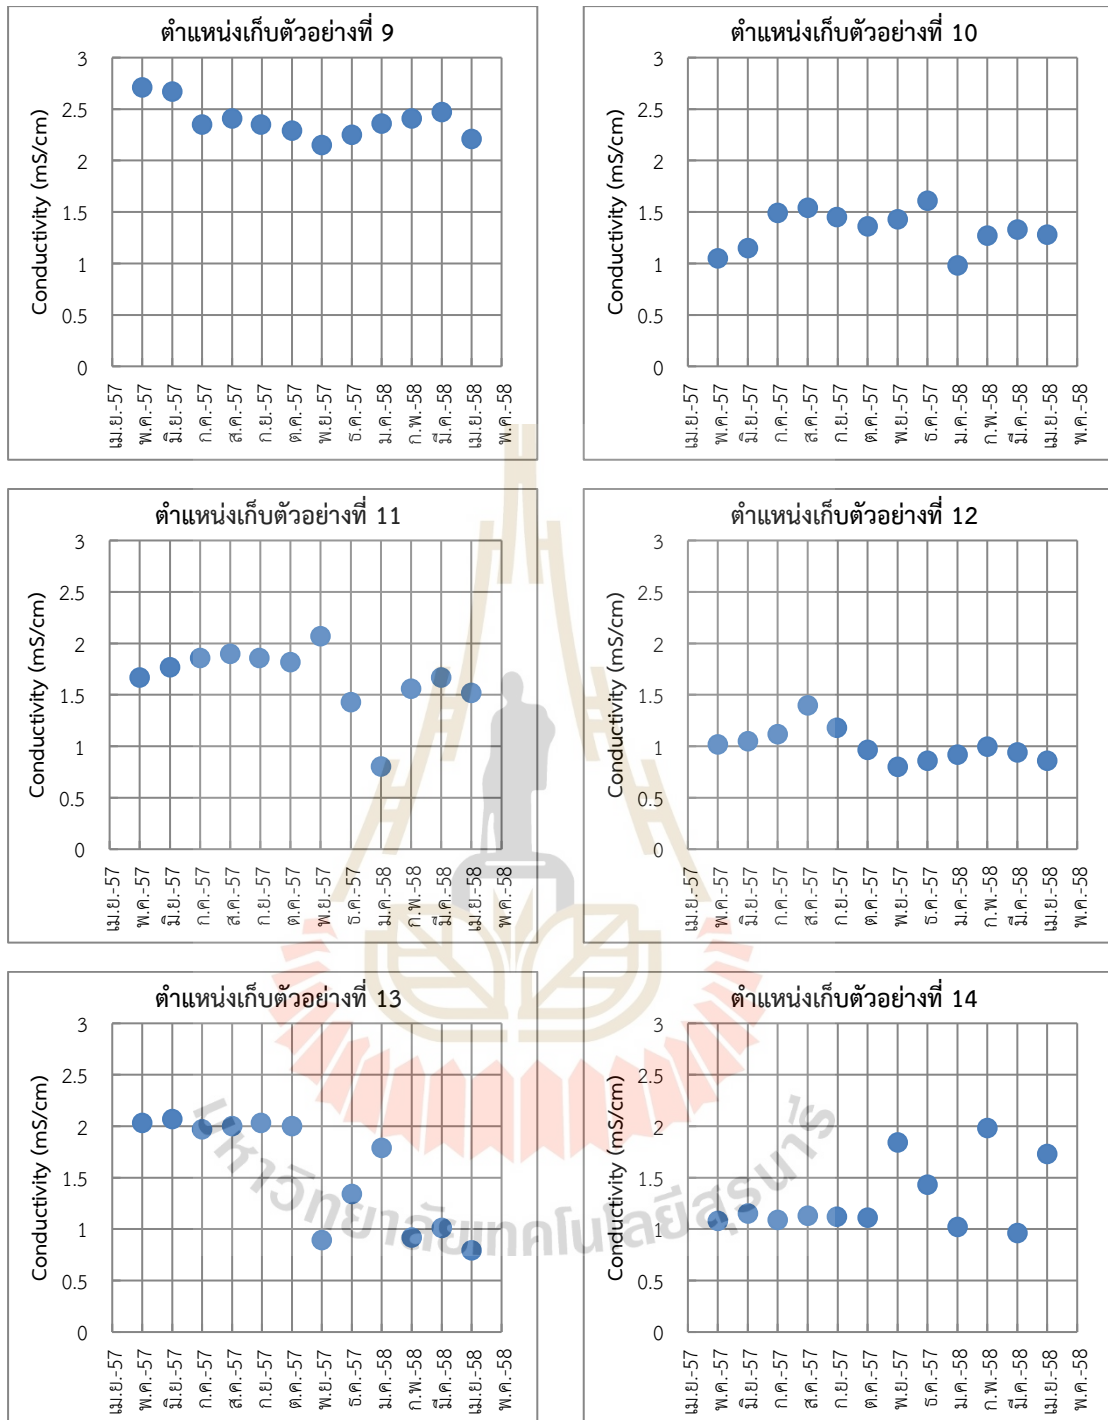 ตำแหน่งเก็บตัวอย่างที่ 9
Conductivity (mS/cm)
3
2.5
2
1.5
1
0.5
0
เม.ย.-57
พ.ค.-57
มิ.ย.-57
ก.ค.-57
ส.ค.-57
ก.ย.-57
ต.ค.-57
พ.ย.-57
ธ.ค.-57
ม.ค.-58
ก.พ.-58
มี.ค.-58
เม.ย.-58
พ.ค.-58
ตำแหน่งเก็บตัวอย่างที่ 10
Conductivity (mS/cm)
3
2.5
2
1.5
1
0.5
0
เม.ย.-57
พ.ค.-57
มิ.ย.-57
ก.ค.-57
ส.ค.-57
ก.ย.-57
ต.ค.-57
พ.ย.-57
ธ.ค.-57
ม.ค.-58
ก.พ.-58
มี.ค.-58
เม.ย.-58
พ.ค.-58
ตำแหน่งเก็บตัวอย่างที่ 11
Conductivity (mS/cm)
3
2.5
2
1.5
1
0.5
0
เม.ย.-57
พ.ค.-57
มิ.ย.-57
ก.ค.-57
ส.ค.-57
ก.ย.-57
ต.ค.-57
พ.ย.-57
ธ.ค.-57
ม.ค.-58
ก.พ.-58
มี.ค.-58
เม.ย.-58
พ.ค.-58
ตำแหน่งเก็บตัวอย่างที่ 12
Conductivity (mS/cm)
3
2.5
2
1.5
1
0.5
0
เม.ย.-57
พ.ค.-57
มิ.ย.-57
ก.ค.-57
ส.ค.-57
ก.ย.-57
ต.ค.-57
พ.ย.-57
ธ.ค.-57
ม.ค.-58
ก.พ.-58
มี.ค.-58
เม.ย.-58
พ.ค.-58
ตำแหน่งเก็บตัวอย่างที่ 13
Conductivity (mS/cm)
3
2.5
2
1.5
1
0.5
0
เม.ย.-57
พ.ค.-57
มิ.ย.-57
ก.ค.-57
ส.ค.-57
ก.ย.-57
ต.ค.-57
พ.ย.-57
ธ.ค.-57
ม.ค.-58
ก.พ.-58
มี.ค.-58
เม.ย.-58
พ.ค.-58
ตำแหน่งเก็บตัวอย่างที่ 14
Conductivity (mS/cm)
3
2.5
2
1.5
1
0.5
0
เม.ย.-57
พ.ค.-57
มิ.ย.-57
ก.ค.-57
ส.ค.-57
ก.ย.-57
ต.ค.-57
พ.ย.-57
ธ.ค.-57
ม.ค.-58
ก.พ.-58
มี.ค.-58
เม.ย.-58
พ.ค.-58
มหาวิทยาลัยเทคโนโลยีสุรนารี